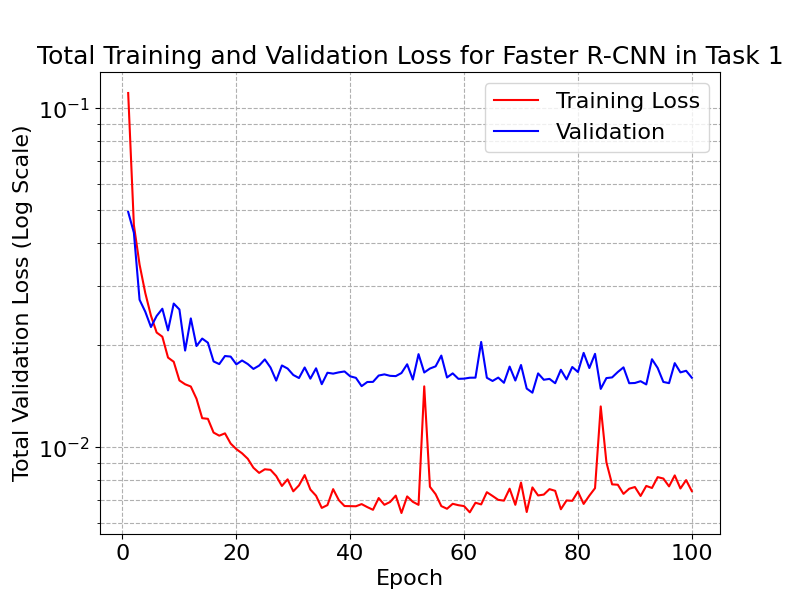 Total Training and Validation Loss for Faster R-CNN in Task 1
Training Loss
Validation
Total Validation Loss (Log Scale)
10⁻¹
10⁻²
0 20 40 60 80 100
Epoch